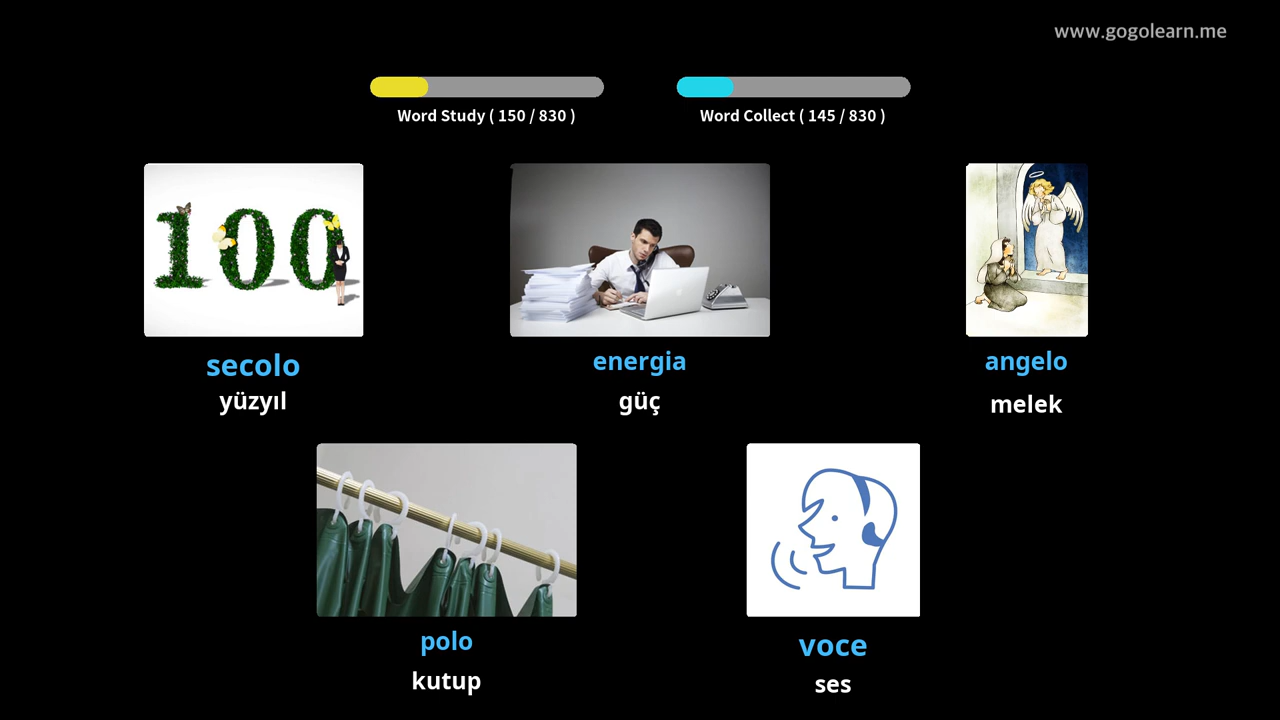 www.gogolearn.me
Word Study ( 150 / 830 )
Word Collect ( 145 / 830 )
100
secolo
yüzyıl
energia
güç
angelo
melek
polo
kutup
voce
ses